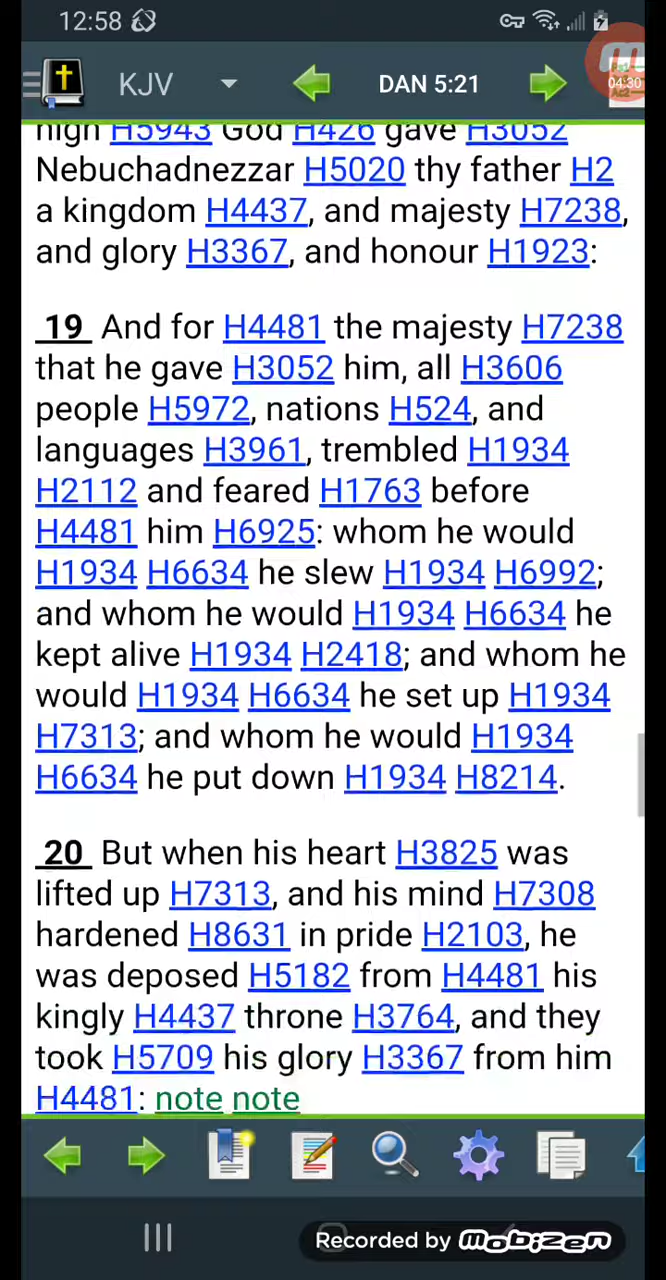 12:58
KJV DAN 5:21
04:30
high H5943 God H426 gave H3052
Nebuchadnezzar H5020 thy father H2
a kingdom H4437, and majesty H7238,
and glory H3367, and honour H1923:
19 And for H4481 the majesty H7238
that he gave H3052 him, all H3606
people H5972, nations H524, and
languages H3961, trembled H1934
H2112 and feared H1763 before
H4481 him H6925: whom he would
H1934 H6634 he slew H1934 H6992;
and whom he would H1934 H6634 he
kept alive H1934 H2418; and whom he
would H1934 H6634 he set up H1934
H7313; and whom he would H1934
H6634 he put down H1934 H8214.
20 But when his heart H3825 was
lifted up H7313, and his mind H7308
hardened H8631 in pride H2103, he
was deposed H5182 from H4481 his
kingly H4437 throne H3764, and they
took H5709 his glory H3367 from him
H4481: note note
Recorded by Mobizen